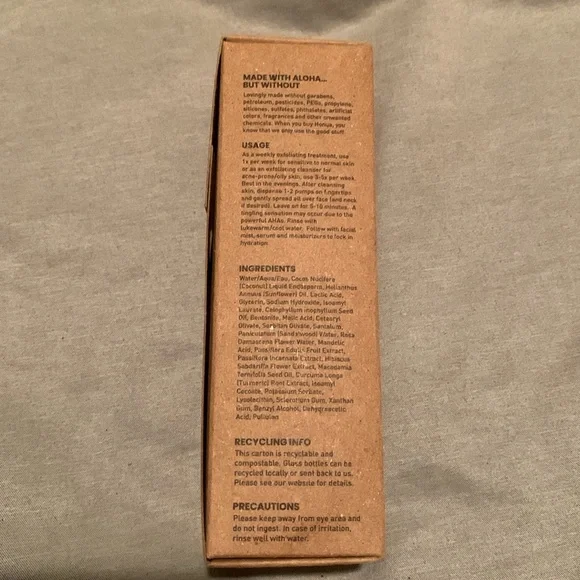 MADE WITH ALOHA...
BUT WITHOUT
Lovingly made without parabens,
petroleum, pesticides, PEGs, propylene,
silicones, sulfates, phthalates, artificial
colors, fragrances and other unwanted
chemicals. When you buy Honua, you
know that we only use the good stuff.
USAGE
As a weekly exfoliating treatment, use
1x per week for sensitive to normal skin
or as an exfoliating cleanser for
acne-prone/oily skin, use 3-5x per week
Best in the evenings. After cleansing
skin, dispense 1-2 pumps on fingertips
and gently spread all over face (and neck
if desired). Leave on for 5-10 minutes. A
tingling sensation may occur due to the
powerful AHAs. Rinse with
lukewarm/cool water. Follow with facial
mist, serum and moisturizers to lock in
hydration.
INGREDIENTS
Water/Aqua/Eau, Cocos Nucifera
(Coconut) Liquid Endosperm, Helianthus
Annuus (Sunflower) Oil, Lactic Acid,
Glycerin, Sodium Hydroxide, Isoamyl
Laurate, Calophyllum Inophyllum Seed
Oil, Bentonite, Malic Acid, Cetearyl
Olivate, Sorbitan Olivate, Santalum
Paniculatum (Sandalwood) Water, Rosa
Damascena Flower Water, Mandelic
Acid, Passiflora Edulis Fruit Extract,
Passiflora Incarnata Extract, Hibiscus
Sabdariffa Flower Extract, Macadamia
Ternifolia Seed Oil, Curcuma Longa
(Turmeric) Root Extract, Isoamyl
Cocoate, Potassium Sorbate,
Lysolecithin, Sclerotium Gum, Xanthan
Gum, Benzyl Alcohol, Dehydroacetic
Acid, Pullulan
RECYCLING INFO
This carton is recyclable and
compostable. Glass bottles can be
recycled locally or sent back to us.
Please see our website for details.
PRECAUTIONS
Please keep away from eye area and
do not ingest. In case of irritation,
rinse well with water.